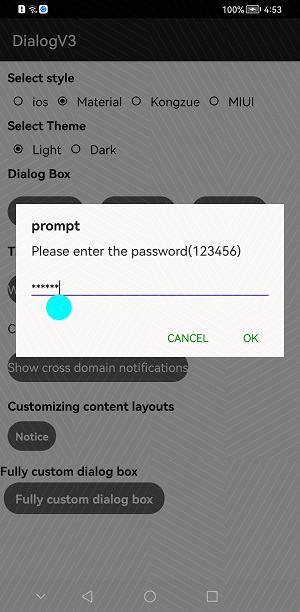 100% 4:53
DialogV3
Select style
ios Material Kongzue MIUI
Select Theme
Light Dark
Dialog Box
prompt
Please enter the password(123456)
******
CANCEL OK
Show cross domain notifications
Customizing content layouts
Notice
Fully custom dialog box
Fully custom dialog box